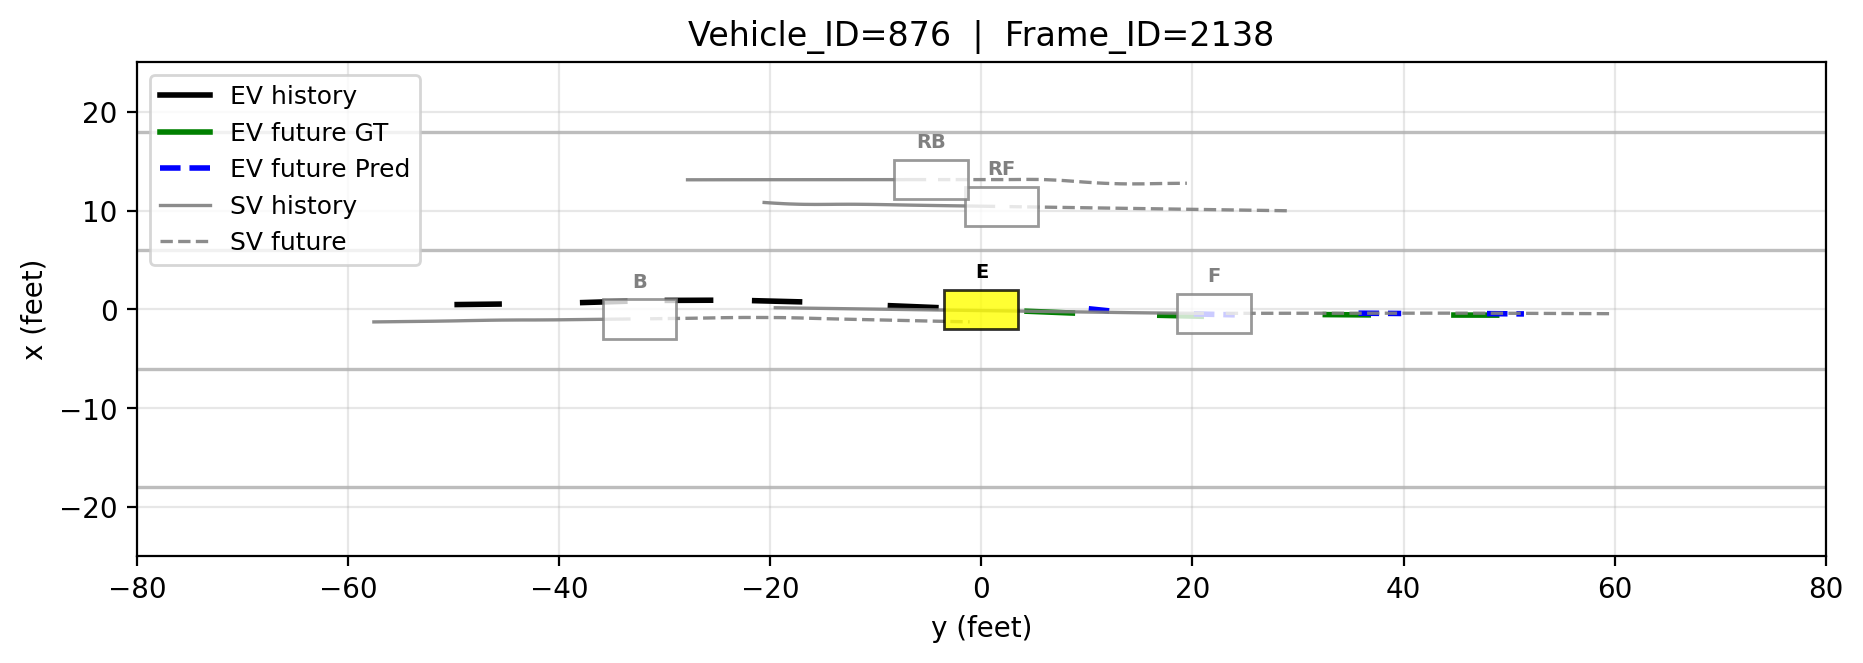 Vehicle_ID=876 | Frame_ID=2138
EV history
EV future GT
EV future Pred
SV history
SV future
RB
RF
B
E
F
20
10
0
−10
−20
x (feet)
−80
−60
−40
−20
0
20
40
60
80
y (feet)